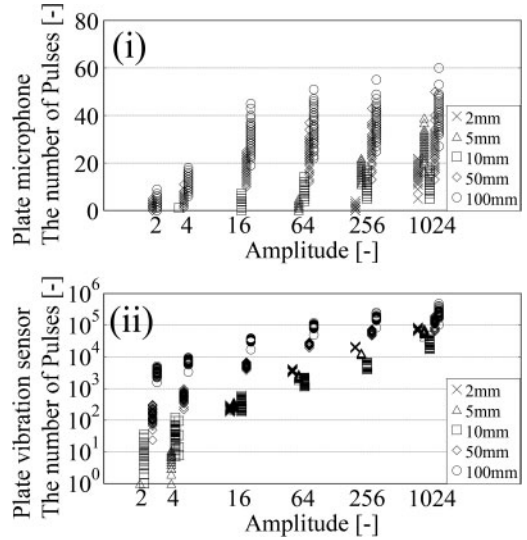 (i)
Plate microphone
The number of Pulses [-]
80
60
40
20
0
2 4 16 64 256 1024
Amplitude [-]
2mm
5mm
10mm
50mm
100mm
(ii)
Plate vibration sensor
The number of Pulses [-]
10^6
10^5
10^4
10^3
10^2
10^1
10^0
2 4 16 64 256 1024
Amplitude [-]
2mm
5mm
10mm
50mm
100mm